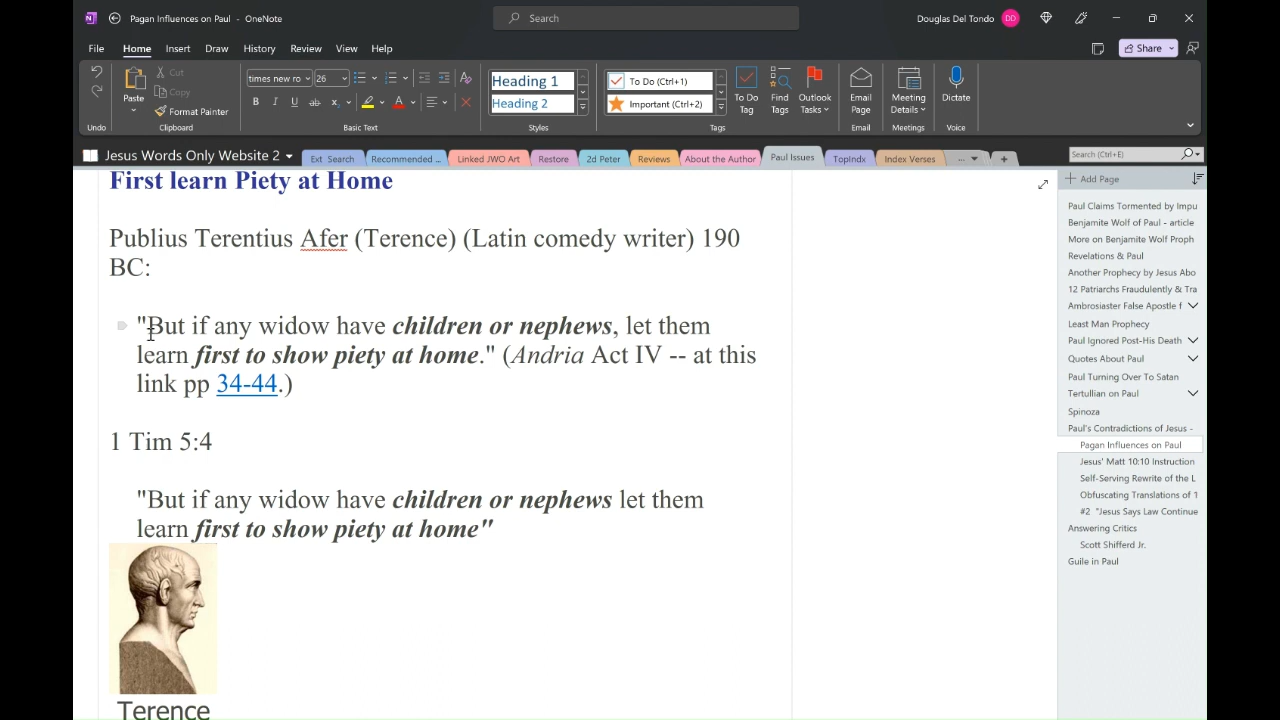 Pagan Influences on Paul - OneNote
Search
Douglas Del Tondo
DD
File Home Insert Draw History Review View Help
Share
Undo
Paste
Cut
Copy
Format Painter
Clipboard
times new ro 26
B I U ab x A
Basic Text
Heading 1
Heading 2
Styles
To Do (Ctrl+1)
Important (Ctrl+2)
To Do Tag
Find Tags
Outlook Tasks
Tags
Email Page
Email
Meeting Details
Meetings
Dictate
Voice
Jesus Words Only Website 2
Ext Search Recommended ... Linked JWO Art Restore 2d Peter Reviews About the Author Paul Issues TopIndx Index Verses ... +
Search (Ctrl+E)
First learn Piety at Home
Publius Terentius Afer (Terence) (Latin comedy writer) 190
BC:
"But if any widow have children or nephews, let them
learn first to show piety at home." (Andria Act IV -- at this
link pp 34-44.)
1 Tim 5:4
"But if any widow have children or nephews let them
learn first to show piety at home"
Terence
Add Page
Paul Claims Tormented by Impu
Benjamite Wolf of Paul - article
More on Benjamite Wolf Proph
Revelations & Paul
Another Prophecy by Jesus Abo
12 Patriarchs Fraudulently & Tra
Ambrosiaster False Apostle f
Least Man Prophecy
Paul Ignored Post-His Death
Quotes About Paul
Paul Turning Over To Satan
Tertullian on Paul
Spinoza
Paul's Contradictions of Jesus -
Pagan Influences on Paul
Jesus' Matt 10:10 Instruction
Self-Serving Rewrite of the L
Obfuscating Translations of 1
#2 "Jesus Says Law Continue
Answering Critics
Scott Shifferd Jr.
Guile in Paul